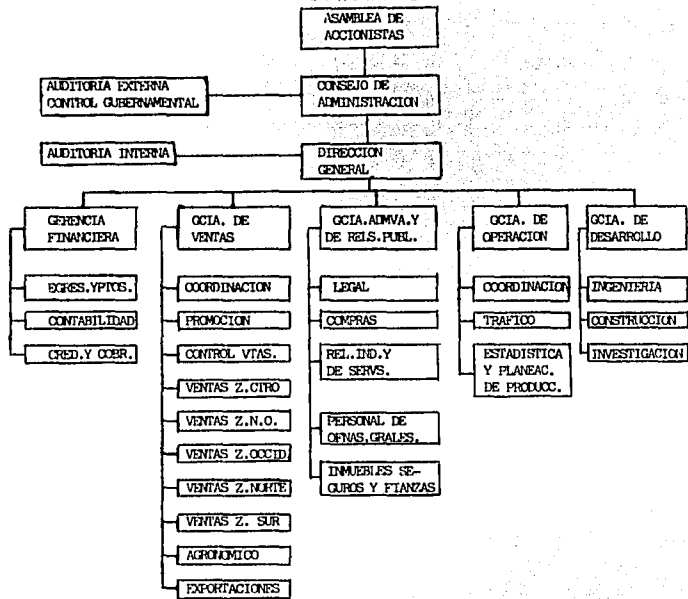 ASAMBLEA DE
ACCIONISTAS
AUDITORIA EXTERNA
CONTROL GUBERNAMENTAL
CONSEJO DE
ADMINISTRACION
AUDITORIA INTERNA
DIRECCION
GENERAL
GERENCIA
FINANCIERA
EGRES.YPTOS.
CONTABILIDAD
CRED.Y COBR.
GCIA. DE
VENTAS
COORDINACION
PROMOCION
CONTROL VTAS.
VENTAS Z.CTRO
VENTAS Z.N.O.
VENTAS Z.OCCID
VENTAS Z.NORTE
VENTAS Z. SUR
AGRONOMICO
EXPORTACIONES
GCIA.ADMVA.Y
DE RELS.PUBL.
LEGAL
COMPRAS
REL.IND.Y
DE SERVS.
PERSONAL DE
OFNAS.GRALES.
INMUEBLES SE-
GUROS Y FIANZAS
GCIA. DE
OPERACION
COORDINACION
TRAFICO
ESTADISTICA
Y PLANEAC.
DE PRODUCC.
GCIA. DE
DESARROLLO
INGENIERIA
CONSTRUCCION
INVESTIGACION